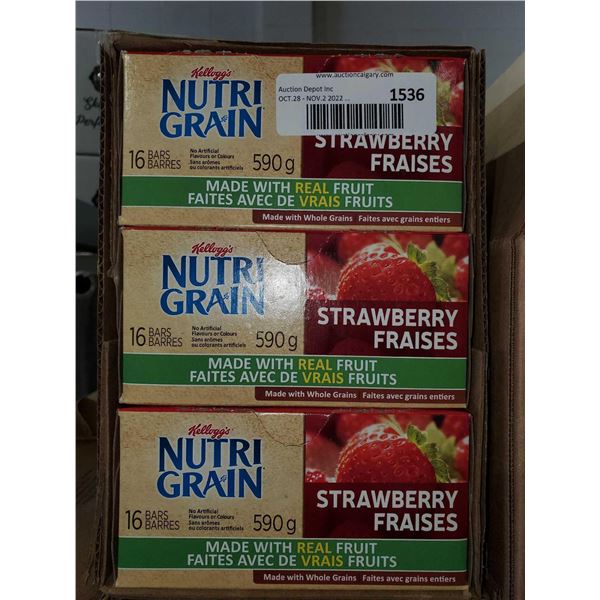 www.auctioncalgary.com
Auction Depot Inc
OCT.28 - NOV.2 2022 ...
1536
Kellogg's
NUTRI
GRAIN
16 BARS
BARRES
No Artificial
Flavours or Colours
Sans arômes
ou colorants artificiels
590 g
STRAWBERRY
FRAISES
MADE WITH REAL FRUIT
FAITES AVEC DE VRAIS FRUITS
Made with Whole Grains Faites avec grains entiers
Kellogg's
NUTRI
GRAIN
16 BARS
BARRES
No Artificial
Flavours or Colours
Sans arômes
ou colorants artificiels
590 g
STRAWBERRY
FRAISES
MADE WITH REAL FRUIT
FAITES AVEC DE VRAIS FRUITS
Made with Whole Grains Faites avec grains entiers
Kellogg's
NUTRI
GRAIN
16 BARS
BARRES
No Artificial
Flavours or Colours
Sans arômes
ou colorants artificiels
590 g
STRAWBERRY
FRAISES
MADE WITH REAL FRUIT
FAITES AVEC DE VRAIS FRUITS
Made with Whole Grains Faites avec grains entiers